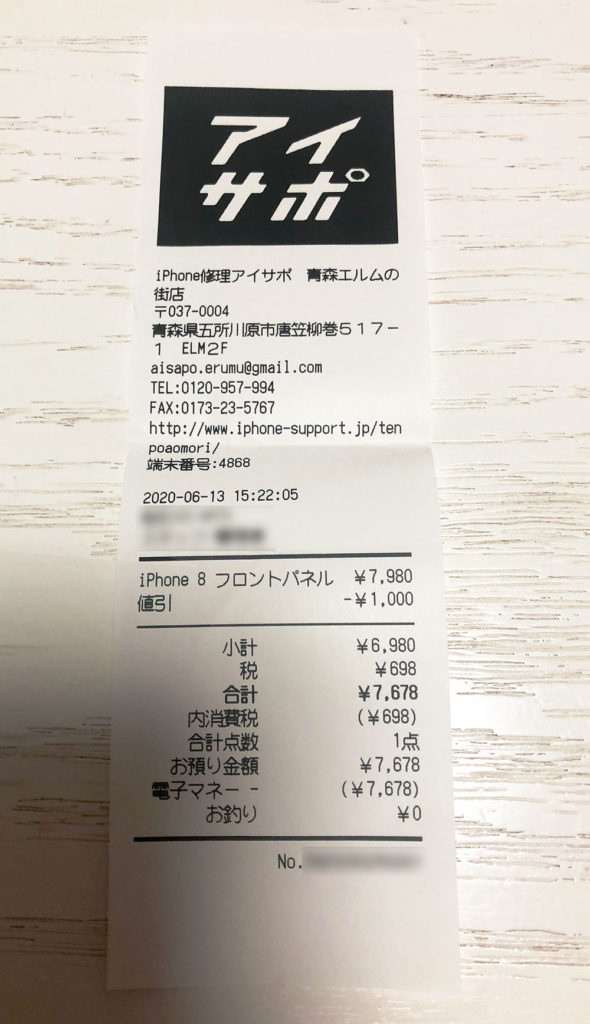 アイ
サポ
iPhone修理アイサポ 青森エルムの
街店
〒037-0004
青森県五所川原市唐笠柳巻５１７−
１ ELM２F
aisapo.erumu@gmail.com
TEL:0120-957-994
FAX:0173-23-5767
http://www.iphone-support.jp/ten
poaomori/
端末番号:4868
2020-06-13 15:22:05
iPhone 8 フロントパネル ¥7,980
値引 -¥1,000
小計 ¥6,980
税 ¥698
合計 ¥7,678
内消費税 (¥698)
合計点数 1点
お預り金額 ¥7,678
電子マネー - (¥7,678)
お釣り ¥0
No.